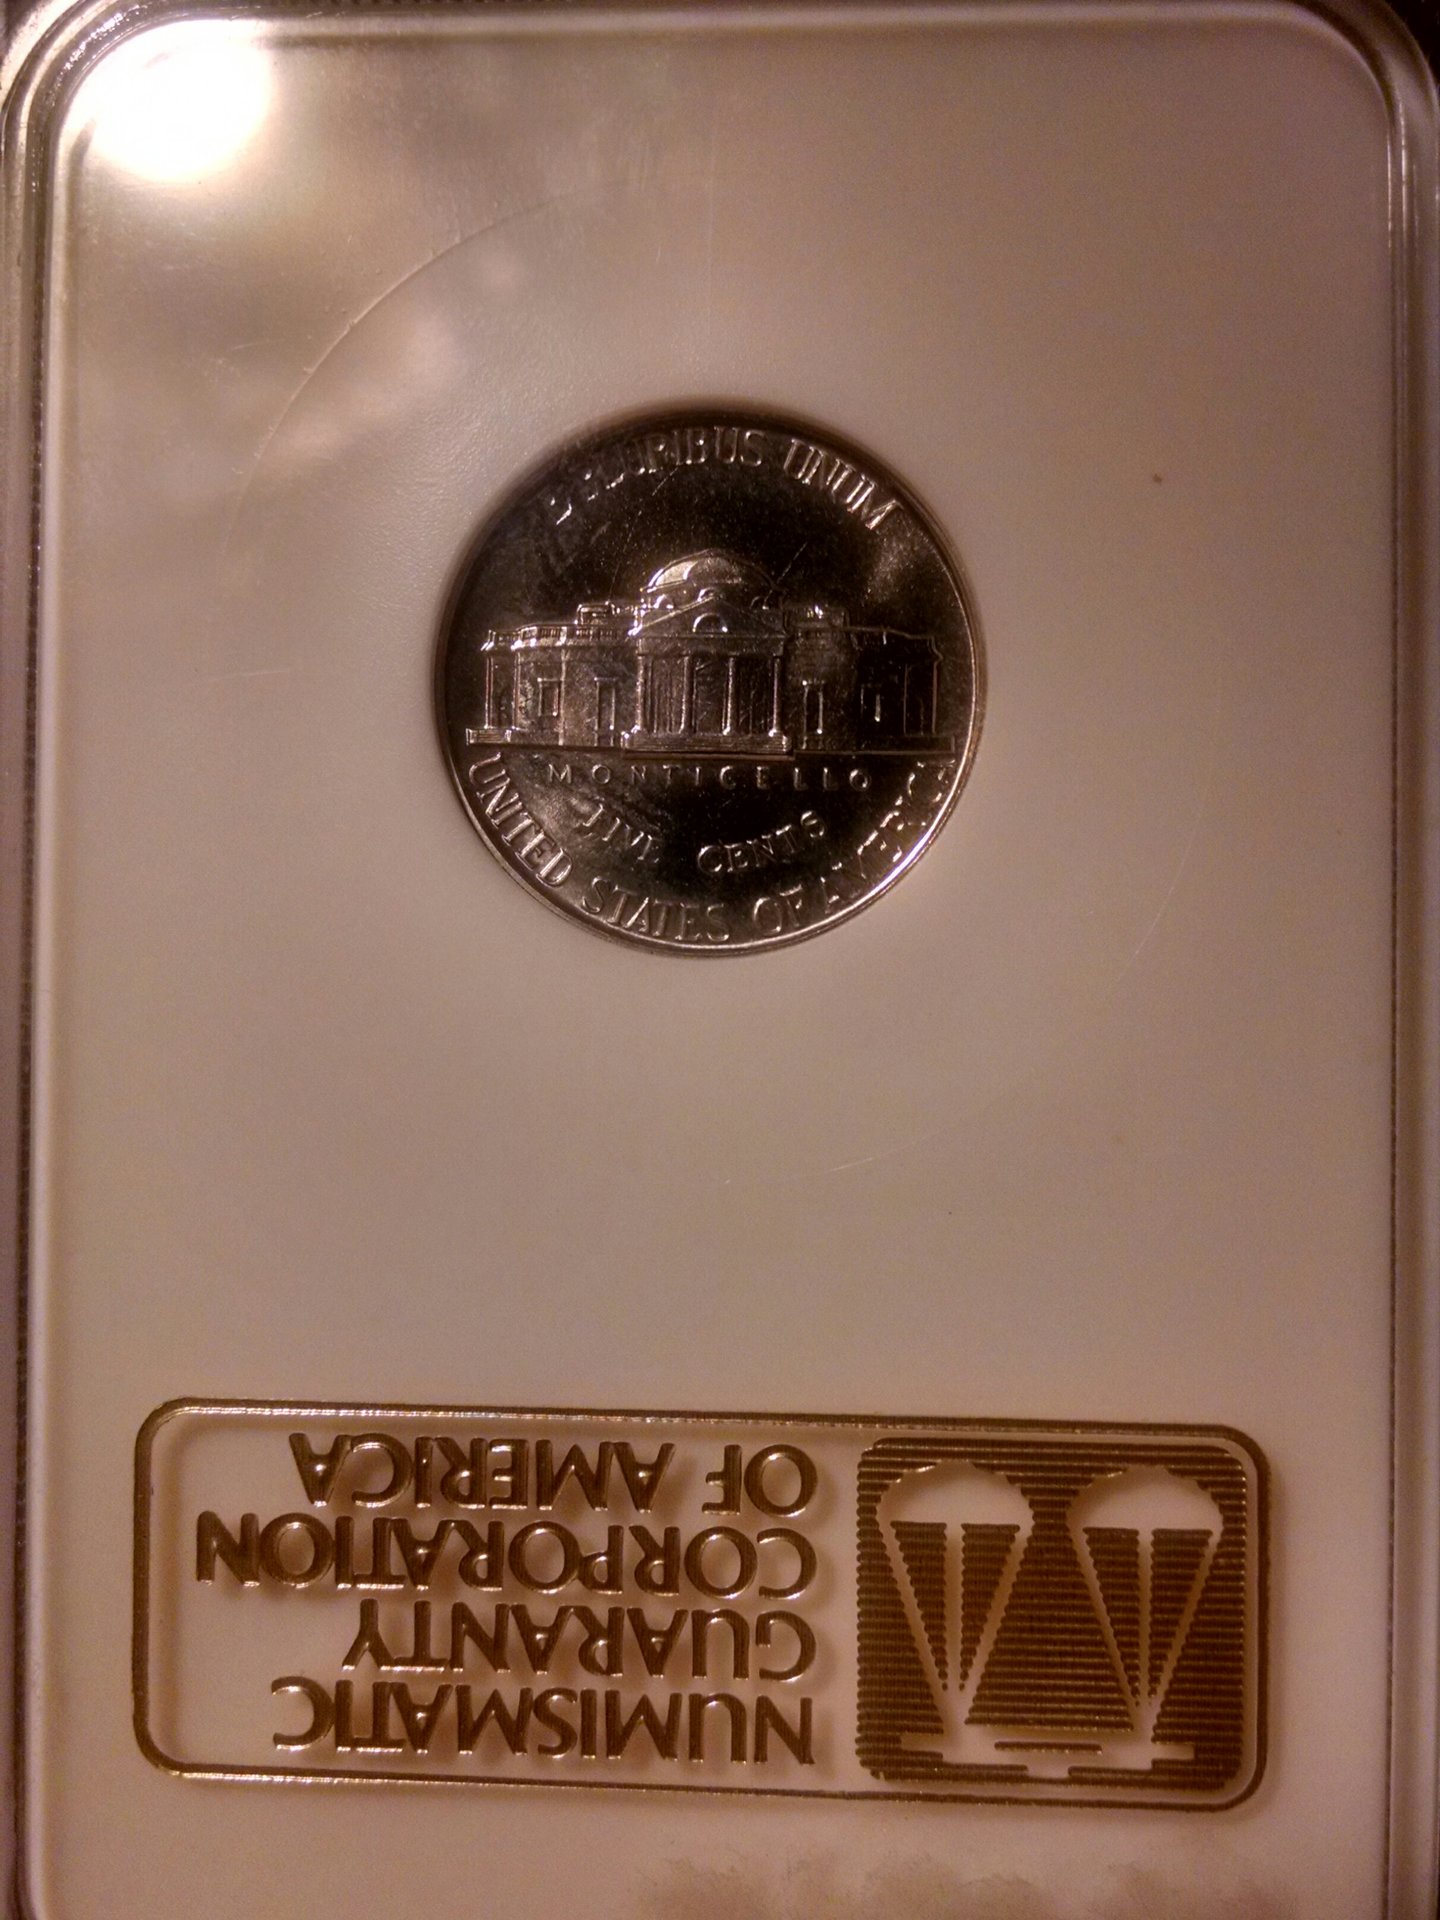 E PLURIBUS UNUM
MONTICELLO
FIVE CENTS
UNITED STATES OF AMERICA
NUMISMATIC
GUARANTY
CORPORATION
OF AMERICA